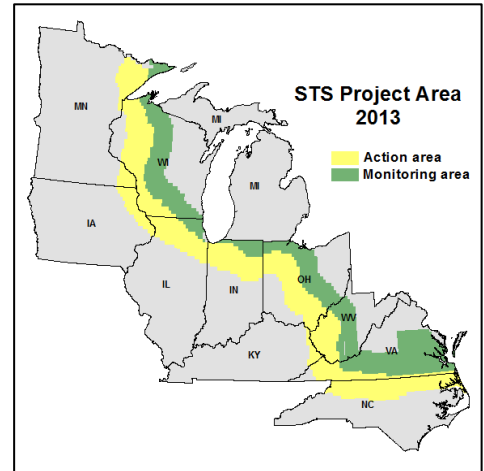 STS Project Area
2013
Action area
Monitoring area
MN
MI
WI
MI
IA
IL
IN
OH
WV
VA
KY
NC